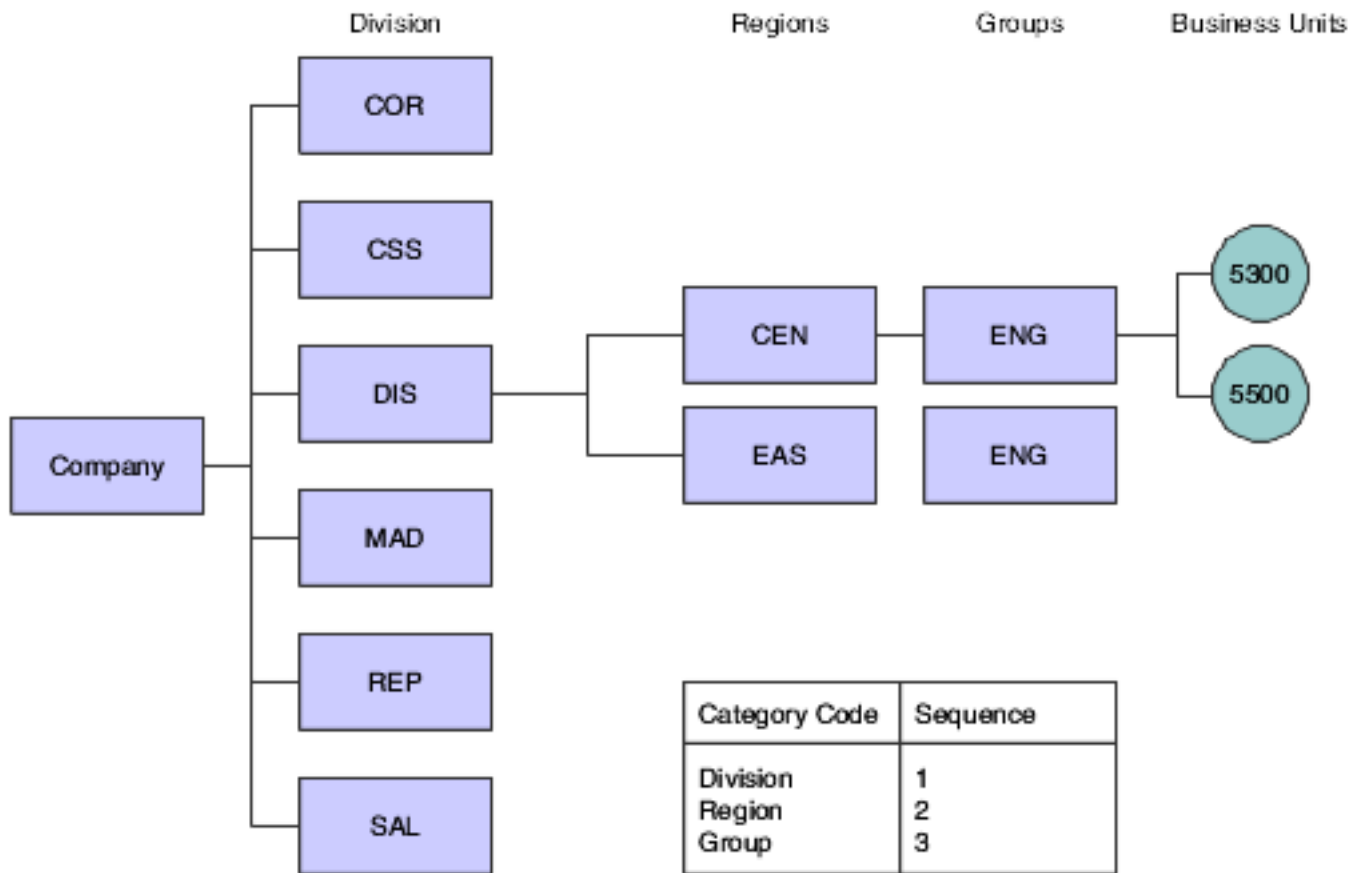 Division Regions Groups Business Units
COR
CSS
5300
CEN ENG
DIS
5500
EAS ENG
Company
MAD
REP
Category Code Sequence
Division 1
Region 2
SAL
Group 3